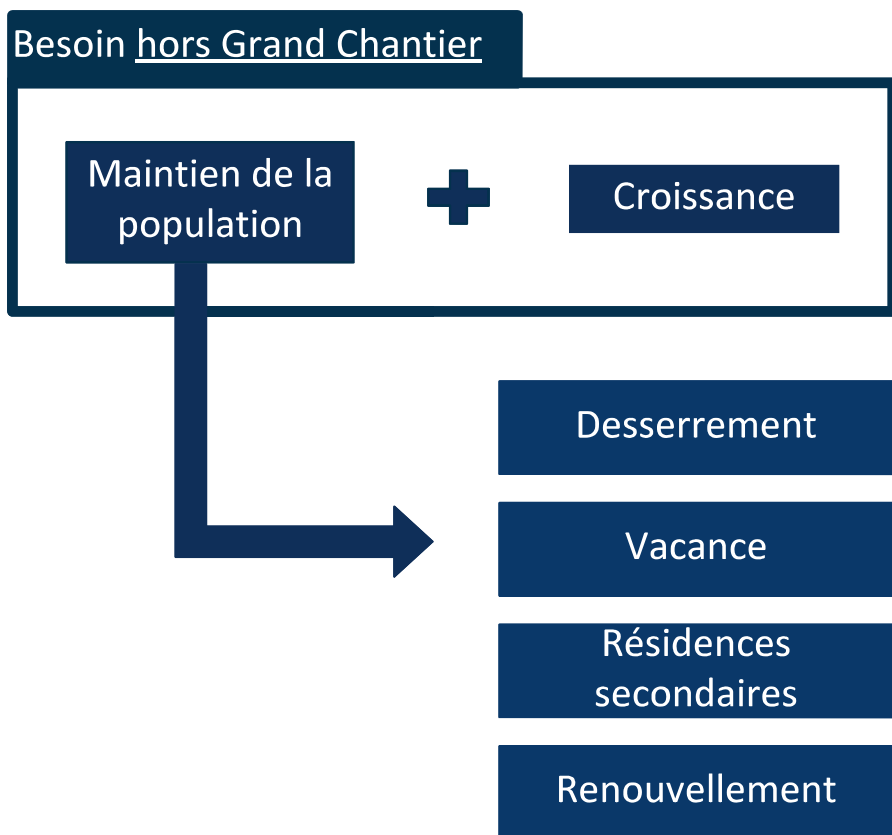 Besoin hors Grand Chantier
Maintien de la
population
Croissance
Desserrement
Vacance
Résidences
secondaires
Renouvellement